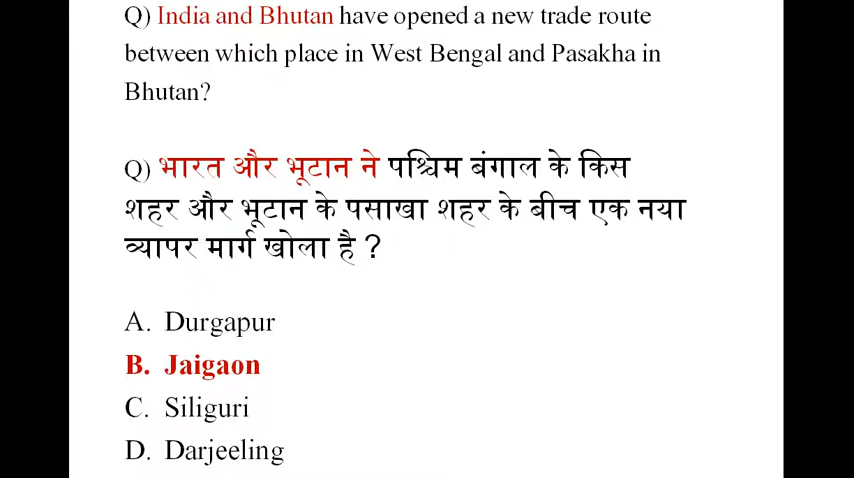 Q) India and Bhutan have opened a new trade route
between which place in West Bengal and Pasakha in
Bhutan?
Q) भारत और भूटान ने पश्चिम बंगाल के किस
शहर और भूटान के पसाखा शहर के बीच एक नया
व्यापर मार्ग खोला है ?
A. Durgapur
B. Jaigaon
C. Siliguri
D. Darjeeling